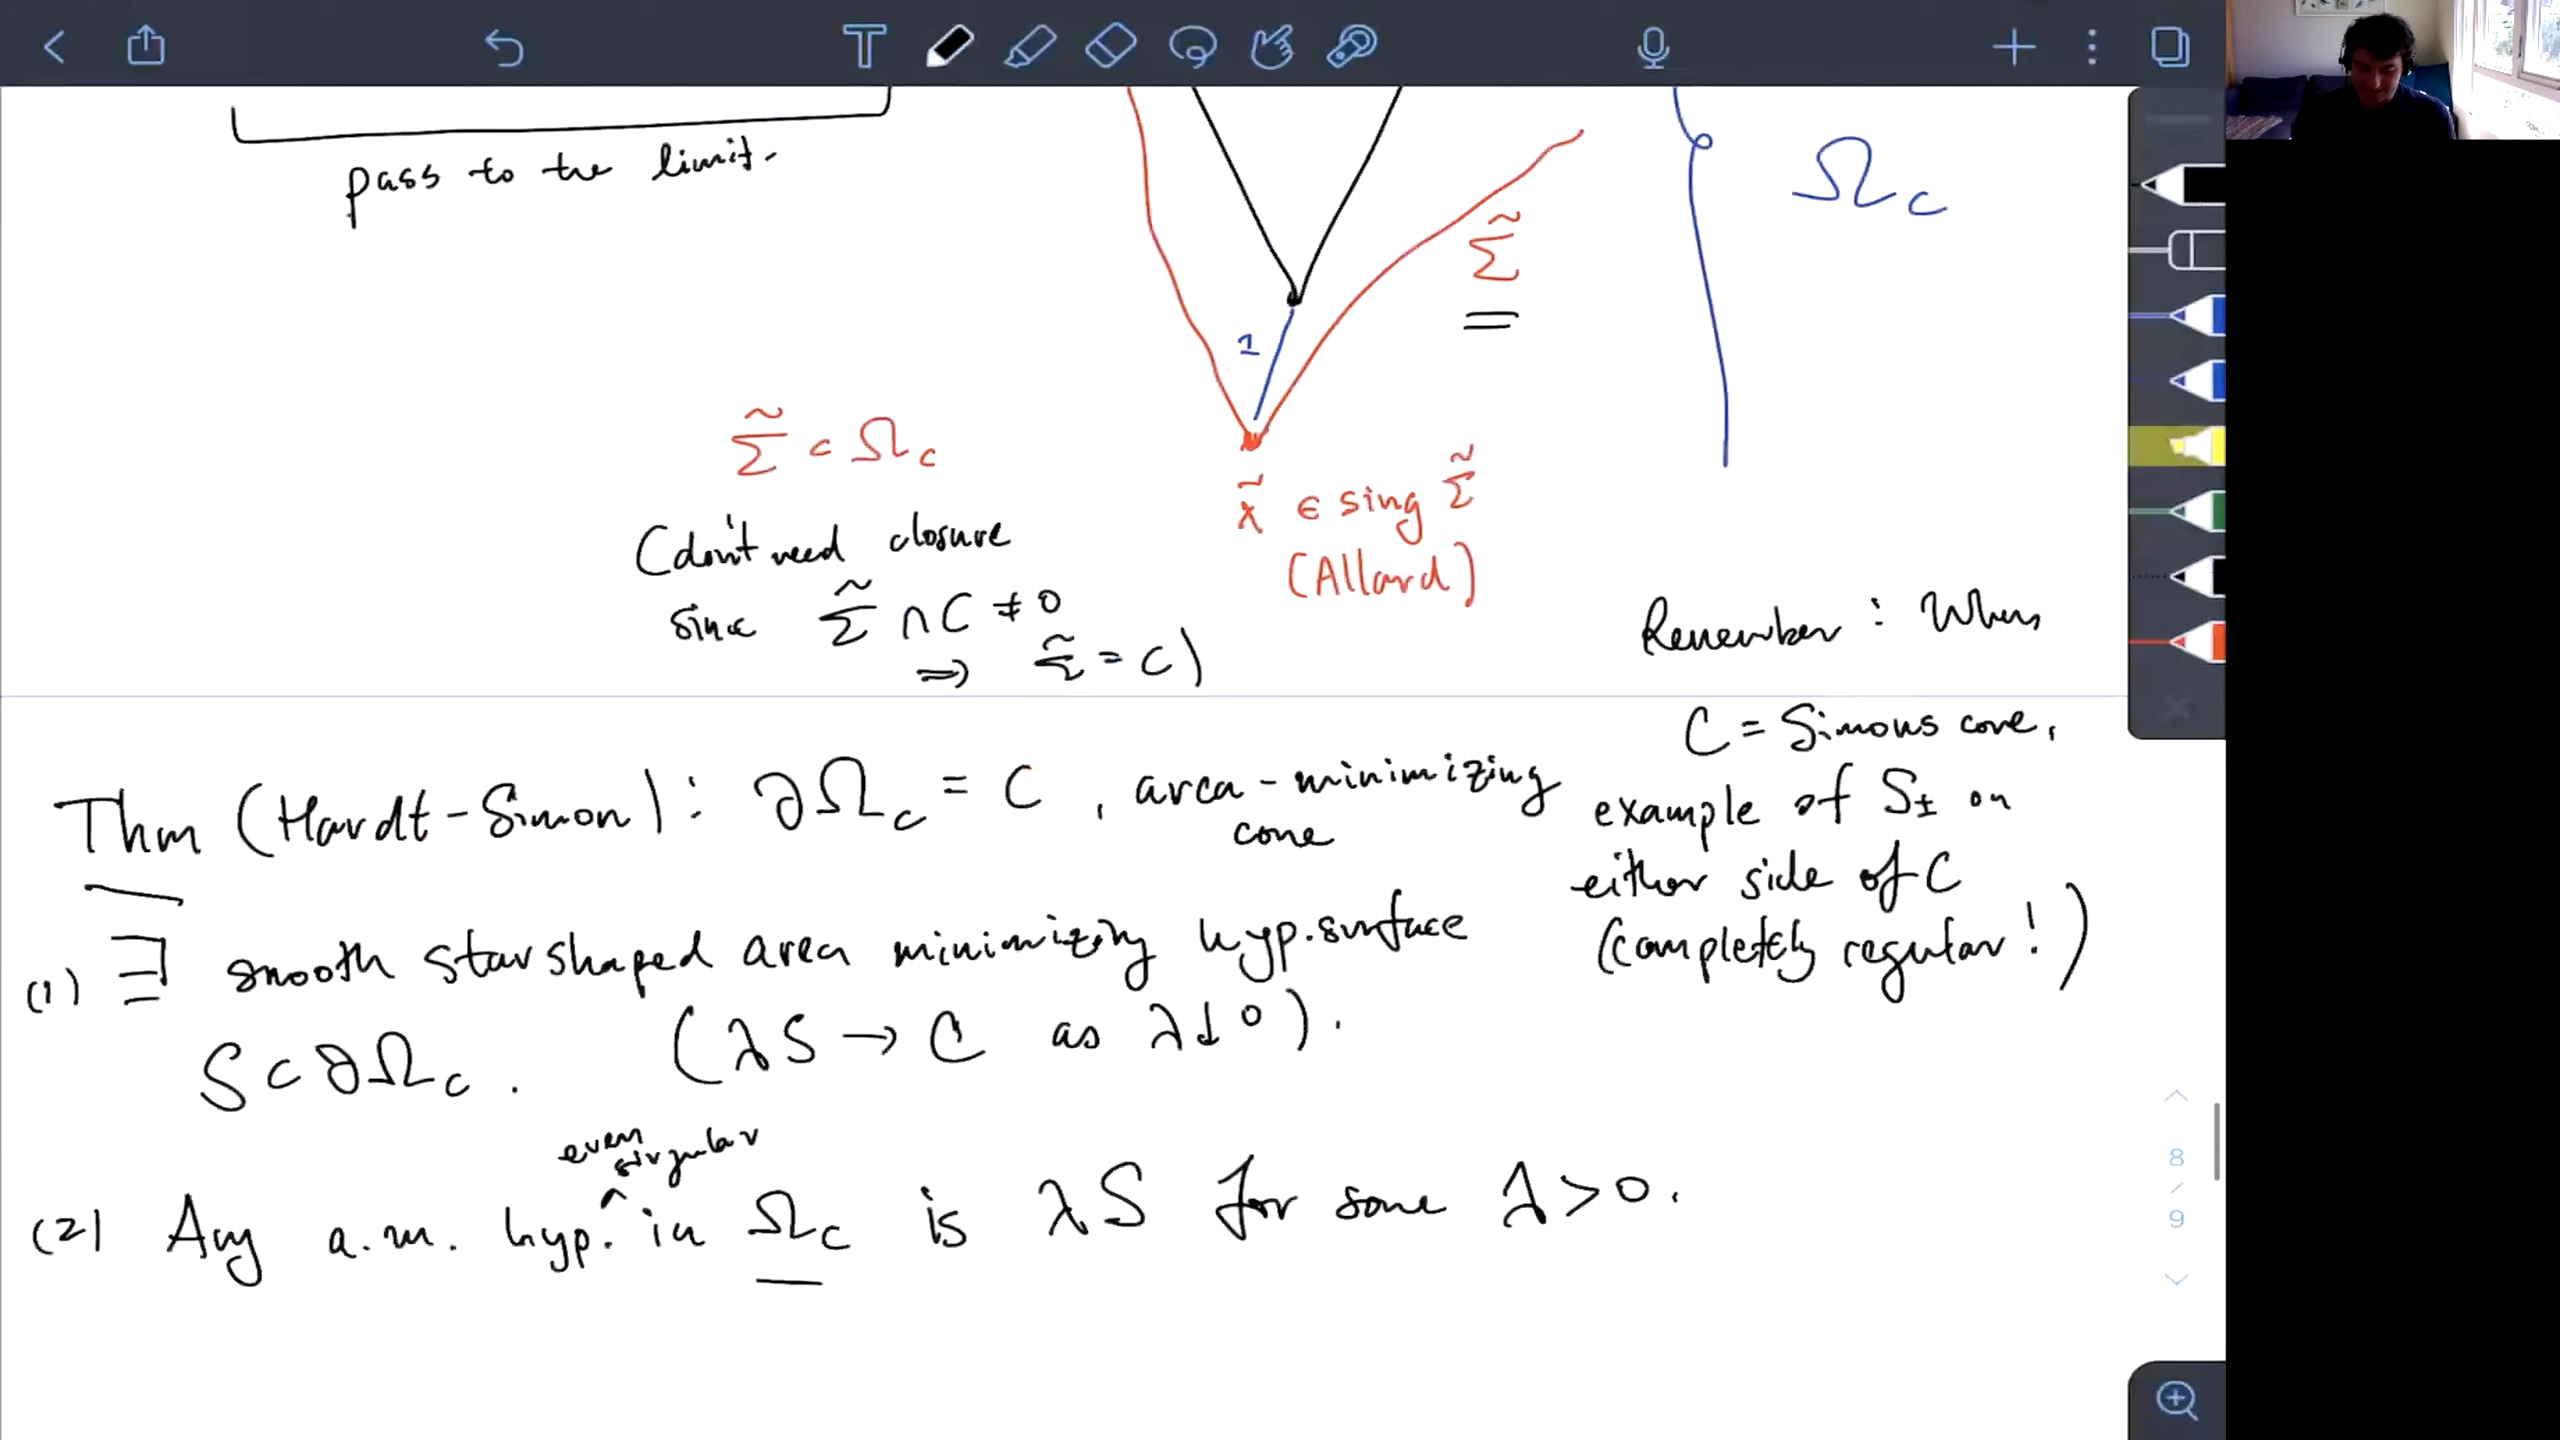 pass to the limit.
Ω_c
Σ̃
=
1
Σ̃ ⊂ Ω_c
x̃ ∈ sing Σ̃
(Allard)
(don't need closure
since Σ̃ ∩ C ≠ 0
⇒ Σ̃ = C)
Remember : When
C = Simons cone,
example of S± on
either side of C
(completely regular!)
Thm (Hardt-Simon): ∂Ω_c = C, area-minimizing
cone
(1) ∃ smooth starshaped area minimizing hyp.surface
S ⊂ ∂Ω_c. (λS → C as λ↓0).
even singular
(2) Any a.m. hyp.^ in Ω_c is λS for some λ>0.
8
/
9